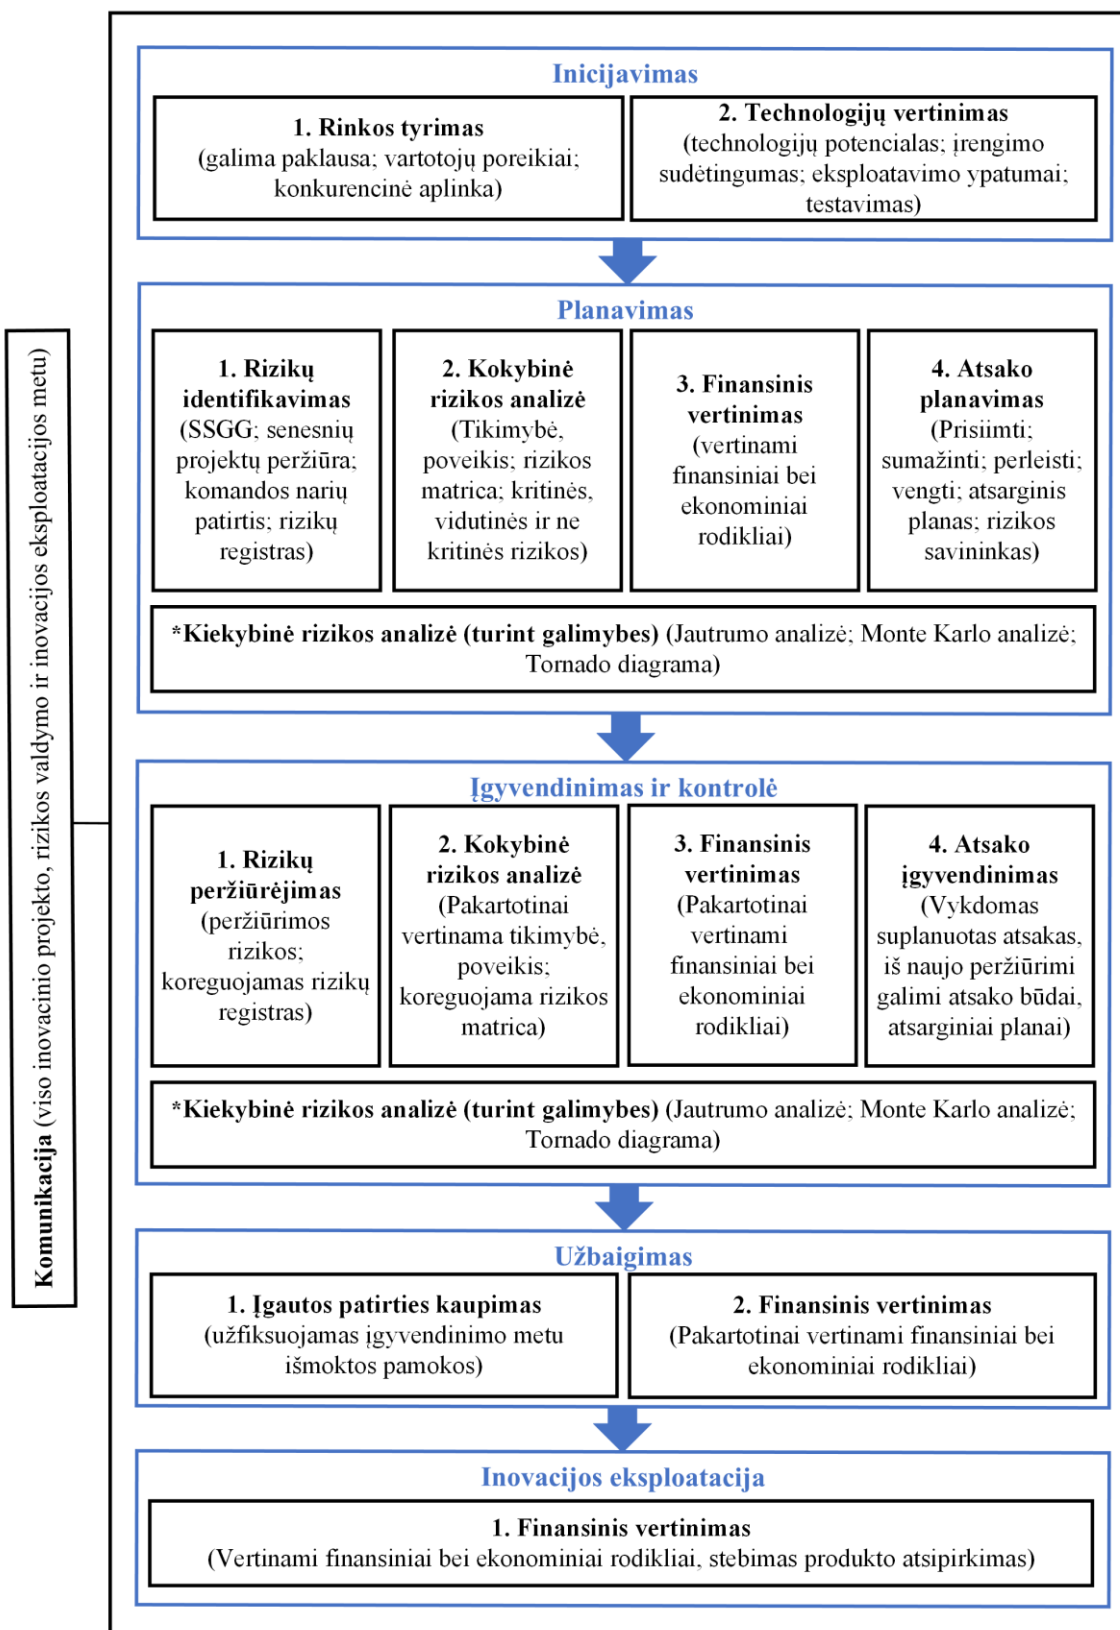 Inicijavimas
1. Rinkos tyrimas
(galima paklausa; vartotojų poreikiai;
konkurencinė aplinka)
2. Technologijų vertinimas
(technologijų potencialas; įrengimo
sudėtingumas; eksploatavimo ypatumai;
testavimas)
Komunikacija (viso inovacinio projekto, rizikos valdymo ir inovacijos eksploatacijos metu)
Planavimas
1. Rizikų
identifikavimas
(SSGG; senesnių
projektų peržiūra;
komandos narių
patirtis; rizikų
registras)
2. Kokybinė
rizikos analizė
(Tikimybė,
poveikis; rizikos
matrica; kritinės,
vidutinės ir ne
kritinės rizikos)
3. Finansinis
vertinimas
(vertinami
finansiniai bei
ekonominiai
rodikliai)
4. Atsako
planavimas
(Prisiimti;
sumažinti; perleisti;
vengti; atsarginis
planas; rizikos
savininkas)
*Kiekybinė rizikos analizė (turint galimybes) (Jautrumo analizė; Monte Karlo analizė;
Tornado diagrama)
Įgyvendinimas ir kontrolė
1. Rizikų
peržiūrėjimas
(peržiūrimos
rizikos;
koreguojamas rizikų
registras)
2. Kokybinė
rizikos analizė
(Pakartotinai
vertinama tikimybė,
poveikis;
koreguojama rizikos
matrica)
3. Finansinis
vertinimas
(Pakartotinai
vertinami
finansiniai bei
ekonominiai
rodikliai)
4. Atsako
įgyvendinimas
(Vykdomas
suplanuotas atsakas,
iš naujo peržiūrimi
galimi atsako būdai,
atsarginiai planai)
*Kiekybinė rizikos analizė (turint galimybes) (Jautrumo analizė; Monte Karlo analizė;
Tornado diagrama)
Užbaigimas
1. Įgautos patirties kaupimas
(užfiksuojamas įgyvendinimo metu
išmoktos pamokos)
2. Finansinis vertinimas
(Pakartotinai vertinami finansiniai bei
ekonominiai rodikliai)
Inovacijos eksploatacija
1. Finansinis vertinimas
(Vertinami finansiniai bei ekonominiai rodikliai, stebimas produkto atsipirkimas)